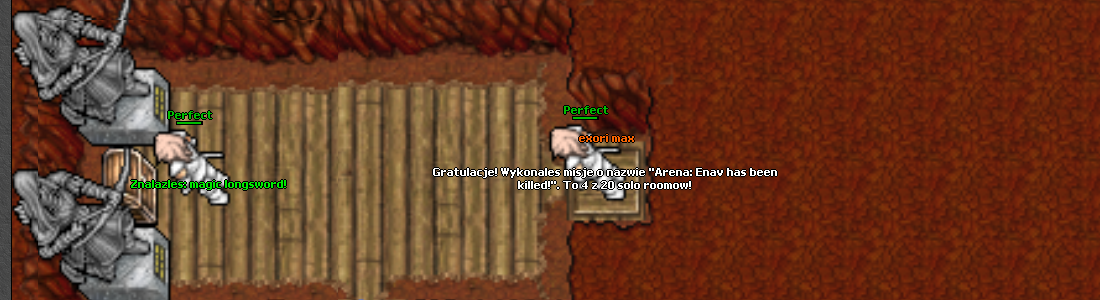 Perfect
Znalazles: magic longsword!
Perfect
exori max
Gratulacje! Wykonales misje o nazwie "Arena: Enav has been
killed!". To 4 z 20 solo roomow!